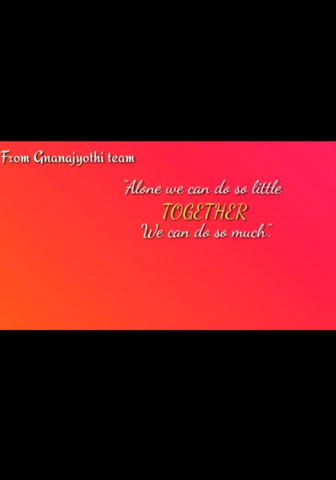 From Gnanajyothi team
"Alone we can do so little
TOGETHER
We can do so much."